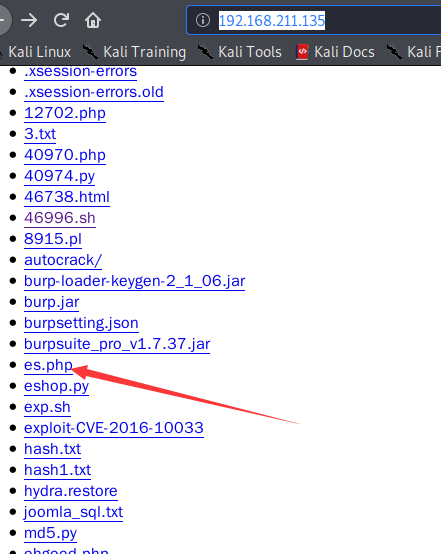 192.168.211.135
Kali Linux Kali Training Kali Tools Kali Docs
.xsession-errors
.xsession-errors.old
12702.php
3.txt
40970.php
40974.py
46738.html
46996.sh
8915.pl
autocrack/
burp-loader-keygen-2_1_06.jar
burp.jar
burpsetting.json
burpsuite_pro_v1.7.37.jar
es.php
eshop.py
exp.sh
exploit-CVE-2016-10033
hash.txt
hash1.txt
hydra.restore
joomla_sql.txt
md5.py